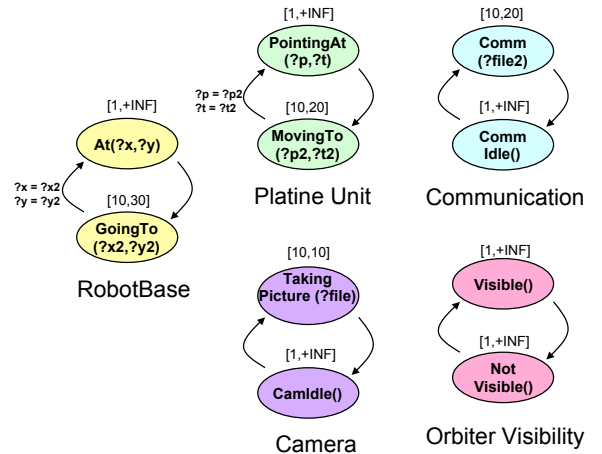 [1,+INF]
At(?x,?y)
?x = ?x2
?y = ?y2
[10,30]
GoingTo
(?x2,?y2)
RobotBase
[1,+INF]
PointingAt
(?p,?t)
?p = ?p2
?t = ?t2
[10,20]
MovingTo
(?p2,?t2)
Platine Unit
[10,20]
Comm
(?file2)
[1,+INF]
Comm
Idle()
Communication
[10,10]
Taking
Picture (?file)
[1,+INF]
CamIdle()
Camera
[1,+INF]
Visible()
[1,+INF]
Not
Visible()
Orbiter Visibility